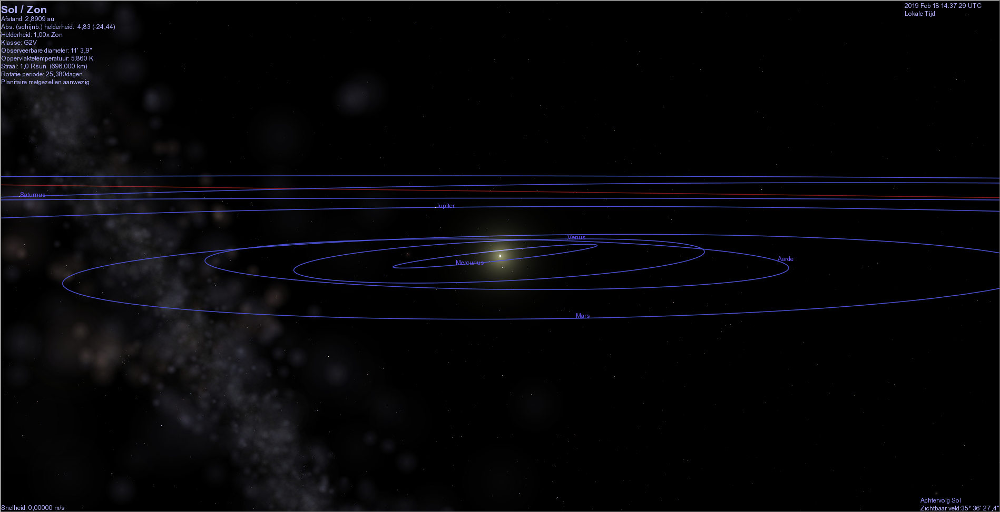 Sol / Zon
Afstand: 2,8909 au
Abs. (schijnb.) helderheid:  4,83 (-24,44)
Helderheid: 1,00x Zon
Klasse: G2V
Observeerbare diameter: 11' 3,9"
Oppervlaktetemperatuur: 5.860 K
Straal: 1,0 Rsun  (696.000 km)
Rotatie periode: 25,380dagen
Planitaire metgezellen aanwezig
2019 Feb 18 14:37:29 UTC
Lokale Tijd
Saturnus
Jupiter
Venus
Mercurius
Aarde
Mars
Snelheid: 0,00000 m/s
Achtervolg Sol
Zichtbaar veld:35° 36' 27,4"